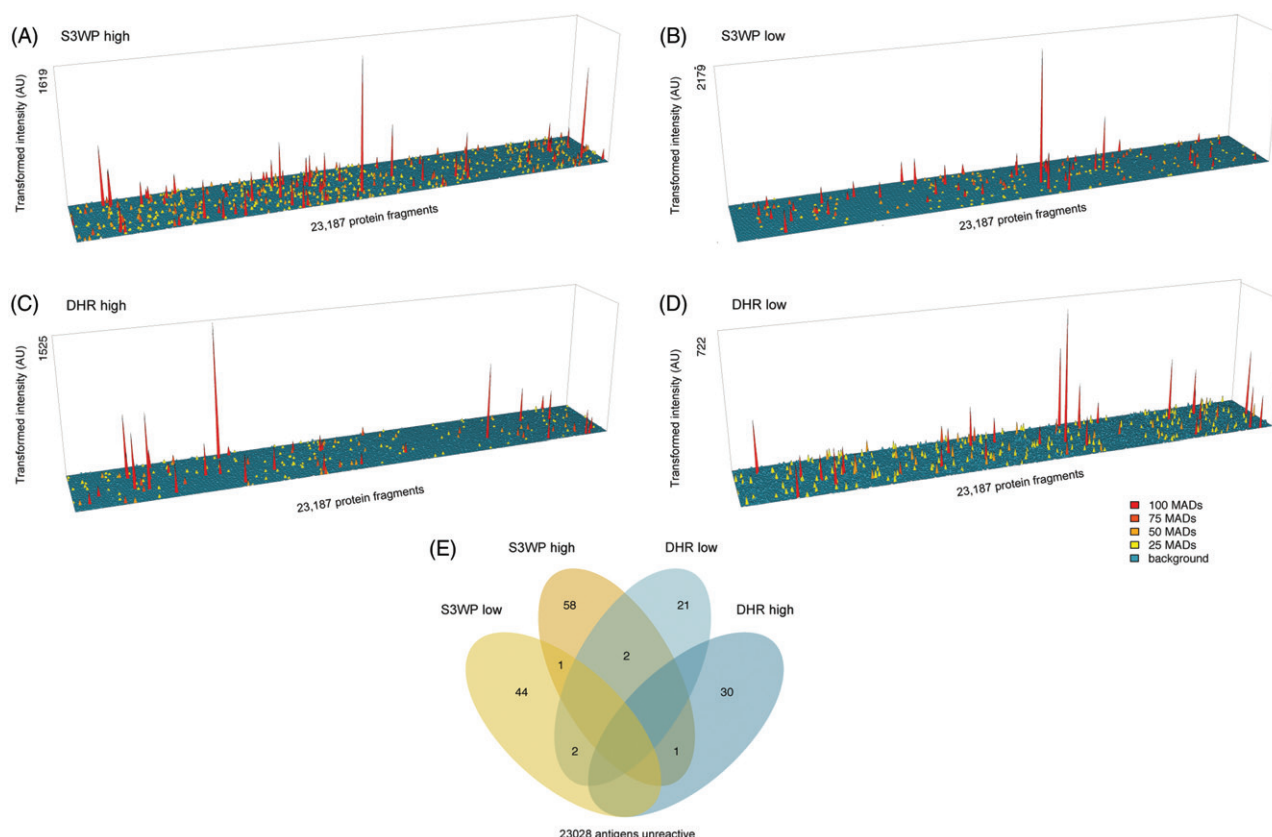 (A)
S3WP high
Transformed intensity (AU)
1619
23,187 protein fragments
(B)
S3WP low
Transformed intensity (AU)
2179
23,187 protein fragments
(C)
DHR high
Transformed intensity (AU)
1525
23,187 protein fragments
(D)
DHR low
Transformed intensity (AU)
722
23,187 protein fragments
100 MADs
75 MADs
50 MADs
25 MADs
background
(E)
S3WP high
DHR low
S3WP low
DHR high
58
21
1
2
44
30
2
1
23028 antigens unreactive